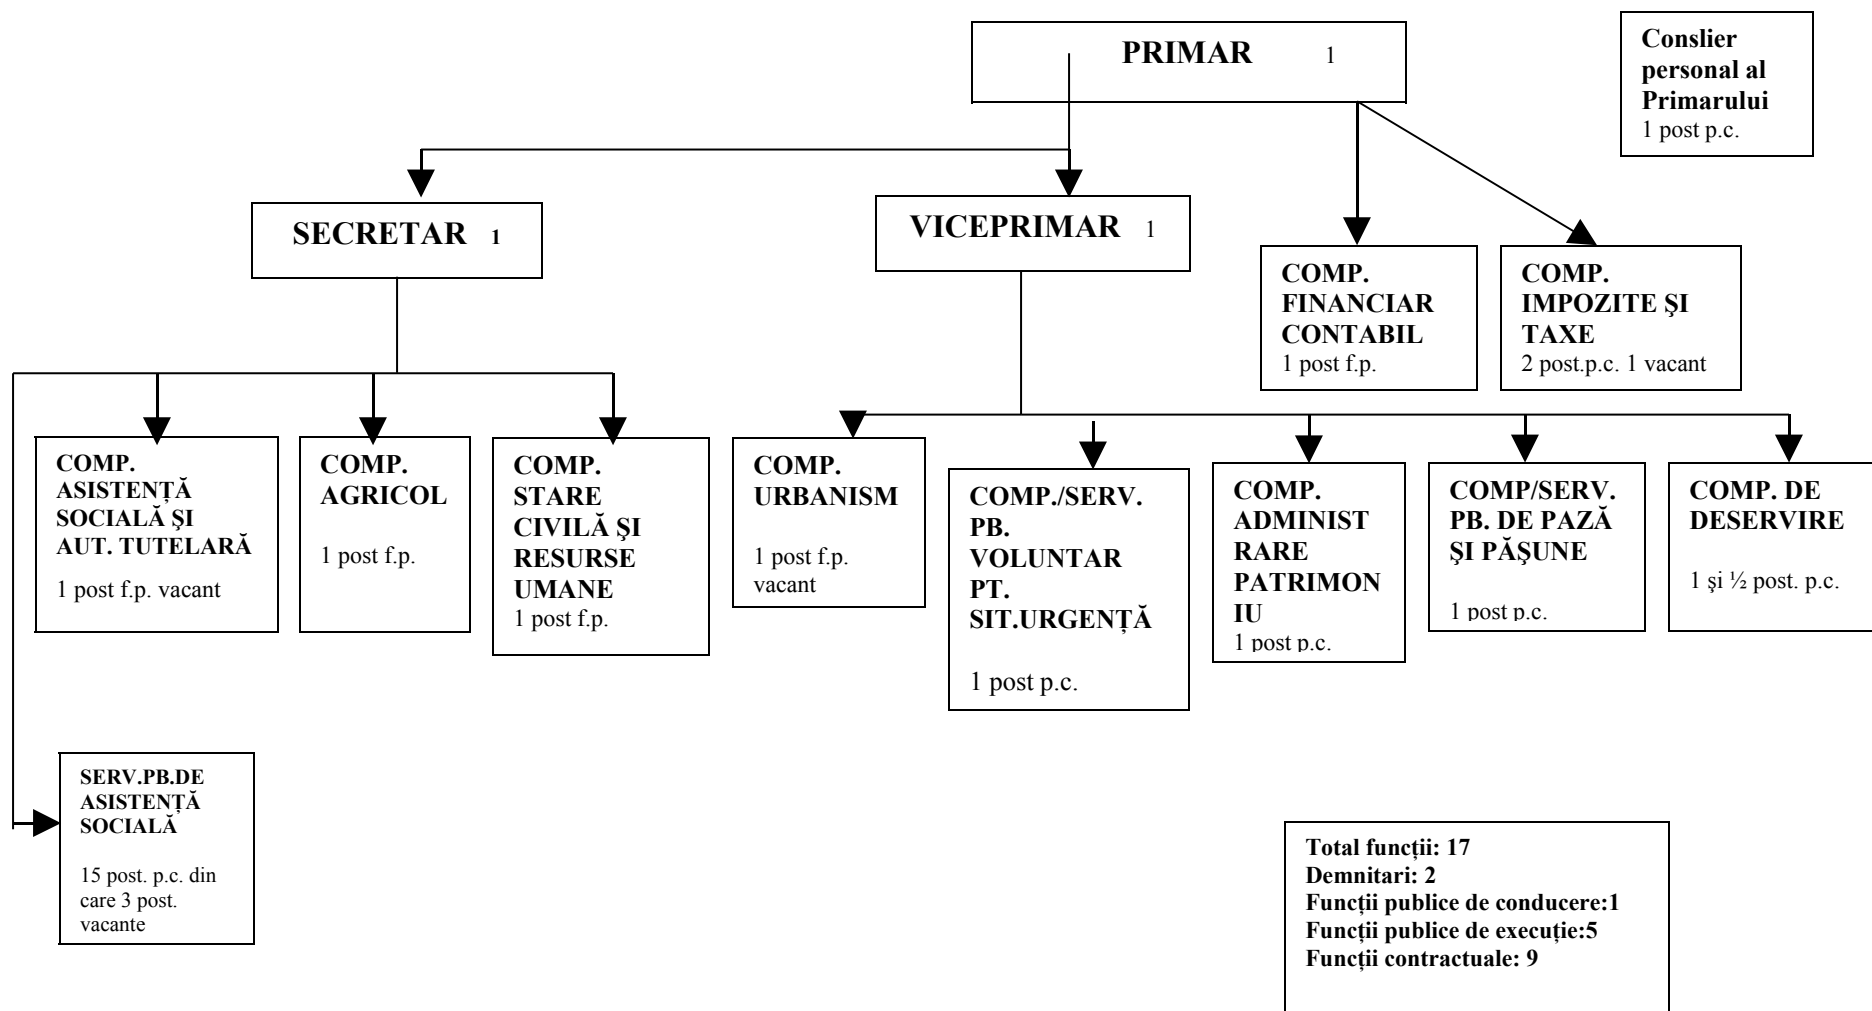 PRIMAR 1
Conslier
personal al
Primarului
1 post p.c.
SECRETAR 1
VICEPRIMAR 1
COMP.
FINANCIAR
CONTABIL
1 post f.p.
COMP.
IMPOZITE ŞI
TAXE
2 post.p.c. 1 vacant
COMP.
ASISTENȚĂ
SOCIALĂ ŞI
AUT. TUTELARĂ
1 post f.p. vacant
COMP.
AGRICOL
1 post f.p.
COMP.
STARE
CIVILĂ ŞI
RESURSE
UMANE
1 post f.p.
COMP.
URBANISM
1 post f.p.
vacant
COMP./SERV.
PB.
VOLUNTAR
PT.
SIT.URGENȚĂ
1 post p.c.
COMP.
ADMINIST
RARE
PATRIMON
IU
1 post p.c.
COMP/SERV.
PB. DE PAZĂ
ŞI PĂŞUNE
1 post p.c.
COMP. DE
DESERVIRE
1 şi ½ post. p.c.
SERV.PB.DE
ASISTENȚĂ
SOCIALĂ
15 post. p.c. din
care 3 post.
vacante
Total funcții: 17
Demnitari: 2
Funcții publice de conducere:1
Funcții publice de execuție:5
Funcții contractuale: 9